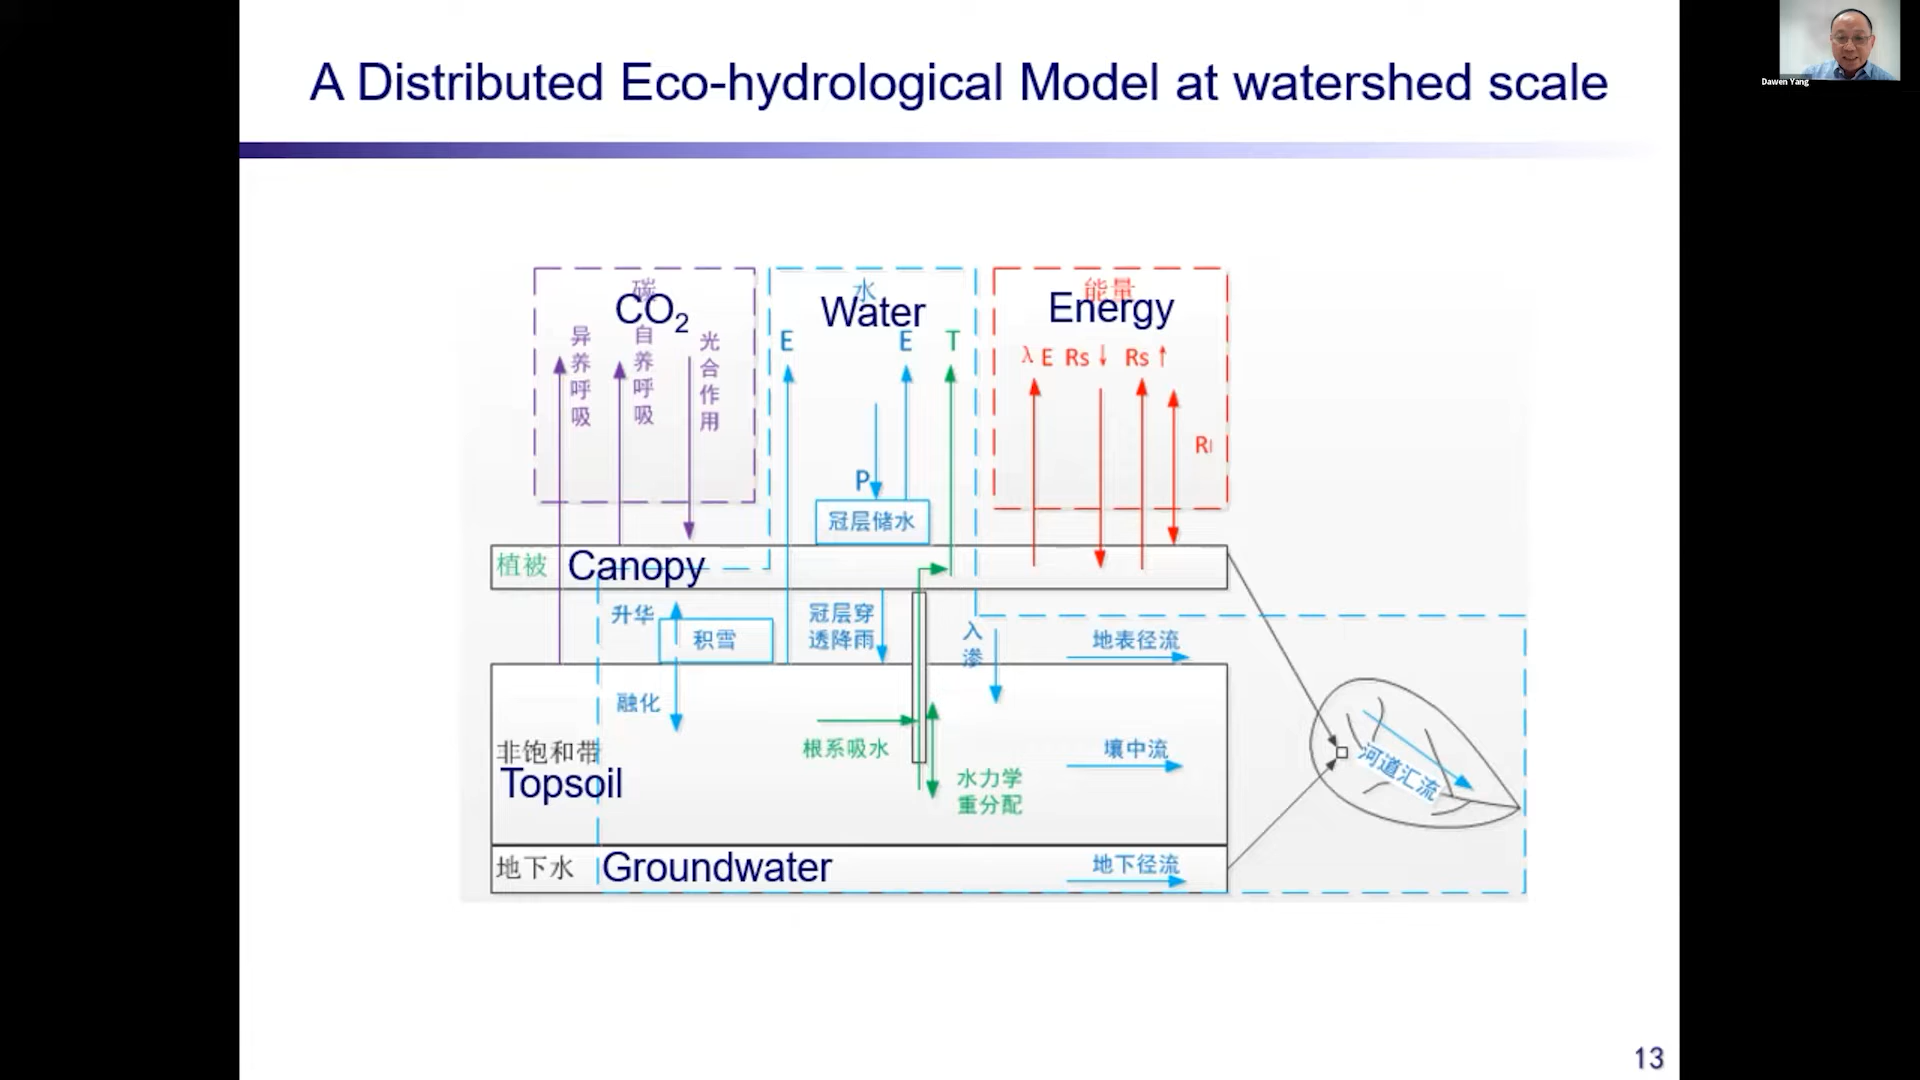 A Distributed Eco-hydrological Model at watershed scale
Dawen Yang
碳
CO₂
水
Water
能量
Energy
异养呼吸
自养呼吸
光合作用
E
E
T
P
λ E
Rs↓
Rs↑
冠层储水
植被
Canopy
升华
积雪
冠层穿
透降雨
入渗
地表径流
融化
非饱和带
Topsoil
根系吸水
水力学
重分配
壤中流
河道汇流
地下水
Groundwater
地下径流
13